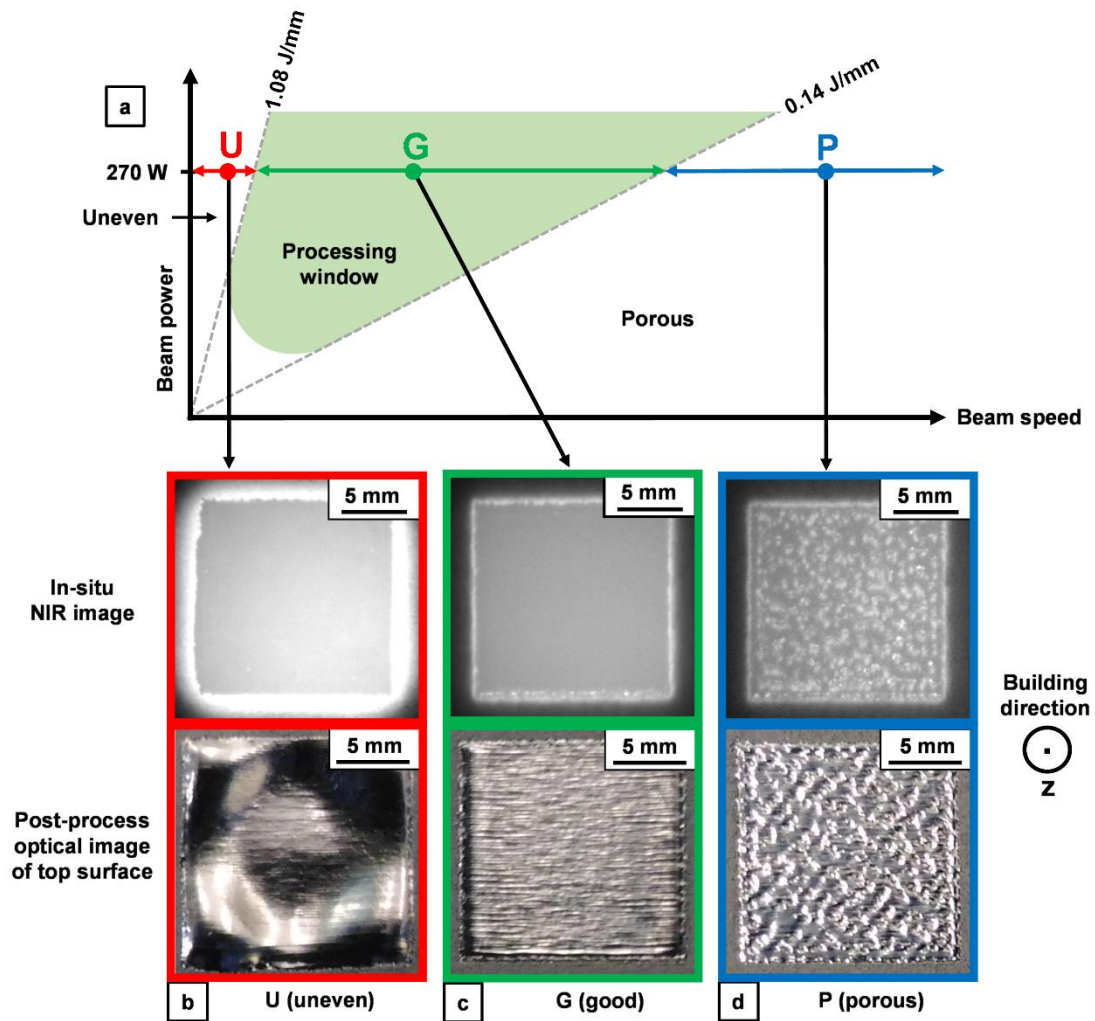 a
1.08 J/mm
0.14 J/mm
U
G
P
270 W
Uneven
Beam power
Processing
window
Porous
Beam speed
5 mm
5 mm
5 mm
In-situ
NIR image
Building
direction
z
5 mm
5 mm
5 mm
Post-process
optical image
of top surface
b
U (uneven)
c
G (good)
d
P (porous)